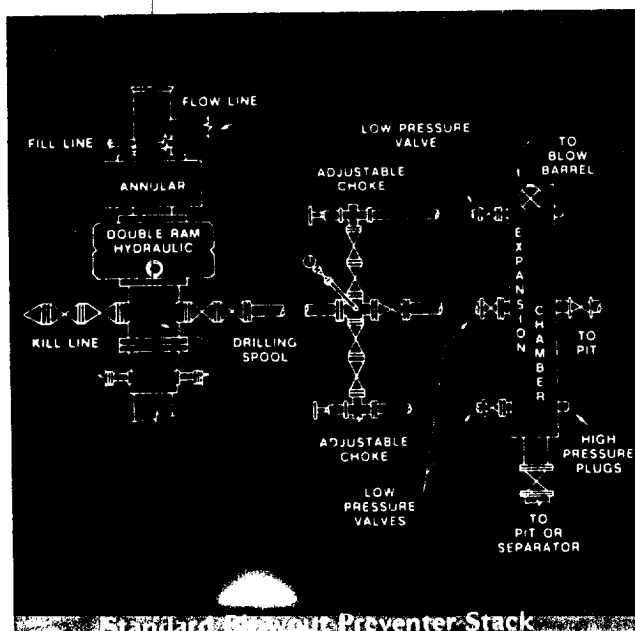 FLOW LINE
FILL LINE
ANNULAR
DOUBLE RAM
HYDRAULIC
KILL LINE
DRILLING
SPOOL
LOW PRESSURE
VALVE
ADJUSTABLE
CHOKE
ADJUSTABLE
CHOKE
LOW
PRESSURE
VALVES
TO
BLOW
BARREL
EXPANSION
CHAMBER
TO
PIT
HIGH
PRESSURE
PLUGS
TO
PIT OR
SEPARATOR
Standard Blowout Preventer Stack